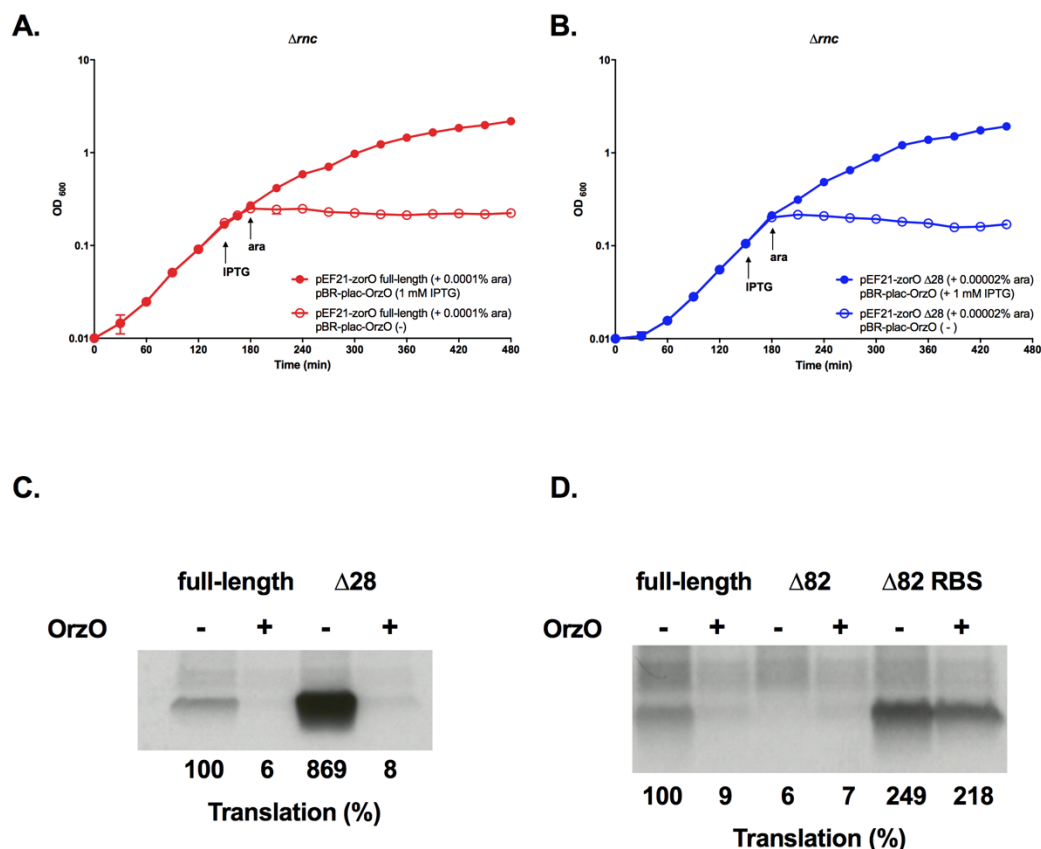 A.
Δrnc
10
1
0.1
0.01
OD 600
0 60 120 180 240 300 360 420 480
Time (min)
IPTG
ara
pEF21-zorO full-length (+ 0.0001% ara)
pBR-plac-OrzO (1 mM IPTG)
pEF21-zorO full-length (+ 0.0001% ara)
pBR-plac-OrzO (-)
B.
Δrnc
10
1
0.1
0.01
OD 600
0 60 120 180 240 300 360 420 480
Time (min)
IPTG
ara
pEF21-zorO Δ28 (+ 0.00002% ara)
pBR-plac-OrzO (+ 1 mM IPTG)
pEF21-zorO Δ28 (+ 0.00002% ara)
pBR-plac-OrzO ( - )
C.
full-length Δ28
OrzO - + - +
100 6 869 8
Translation (%)
D.
full-length Δ82 Δ82 RBS
OrzO - + - + - +
100 9 6 7 249 218
Translation (%)